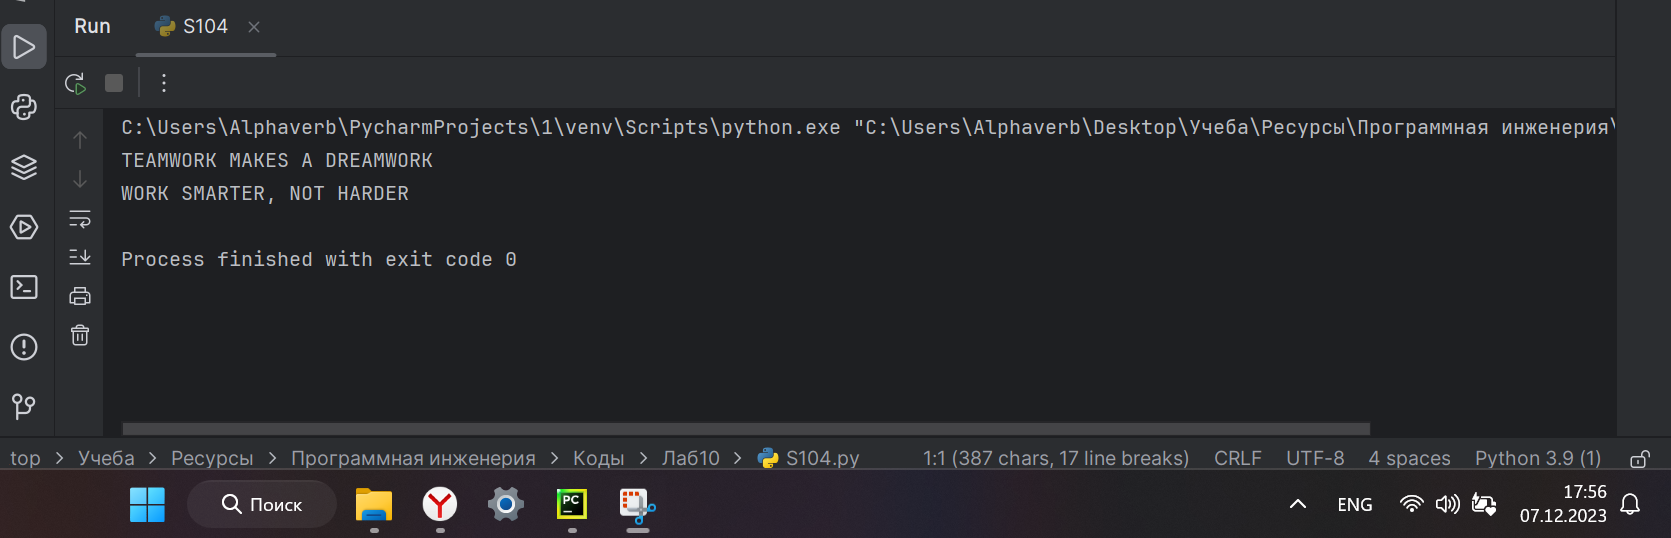 Run S104
C:\Users\Alphaverb\PycharmProjects\1\venv\Scripts\python.exe "C:\Users\Alphaverb\Desktop\Учеба\Ресурсы\Программная инженерия\
TEAMWORK MAKES A DREAMWORK
WORK SMARTER, NOT HARDER
Process finished with exit code 0
top > Учеба > Ресурсы > Программная инженерия > Коды > Лаб10 > S104.py 1:1 (387 chars, 17 line breaks) CRLF UTF-8 4 spaces Python 3.9 (1)
Поиск PC ENG 17:56
07.12.2023